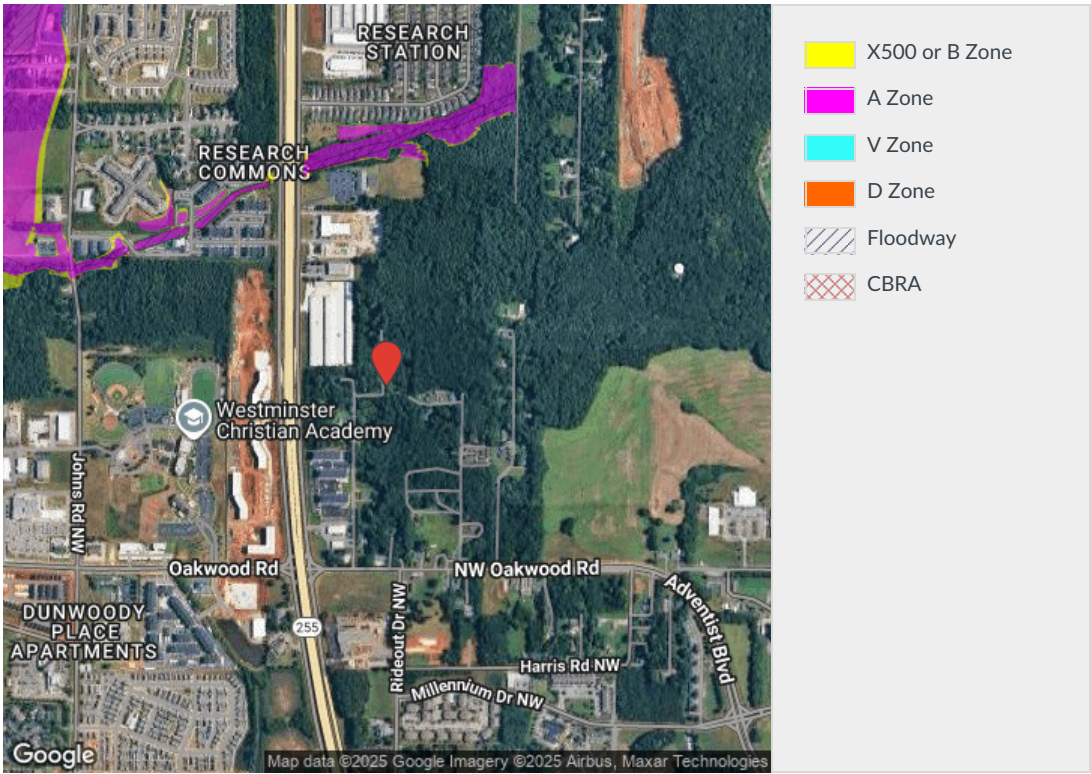 RESEARCH
STATION
RESEARCH
COMMONS
Westminster
Christian Academy
Johns Rd NW
Oakwood Rd
NW Oakwood Rd
Adventist Blvd
DUNWOODY
PLACE
APARTMENTS
255
Rideout Dr NW
Harris Rd NW
Millennium Dr NW
Google
Map data ©2025 Google Imagery ©2025 Airbus, Maxar Technologies
X500 or B Zone
A Zone
V Zone
D Zone
Floodway
CBRA